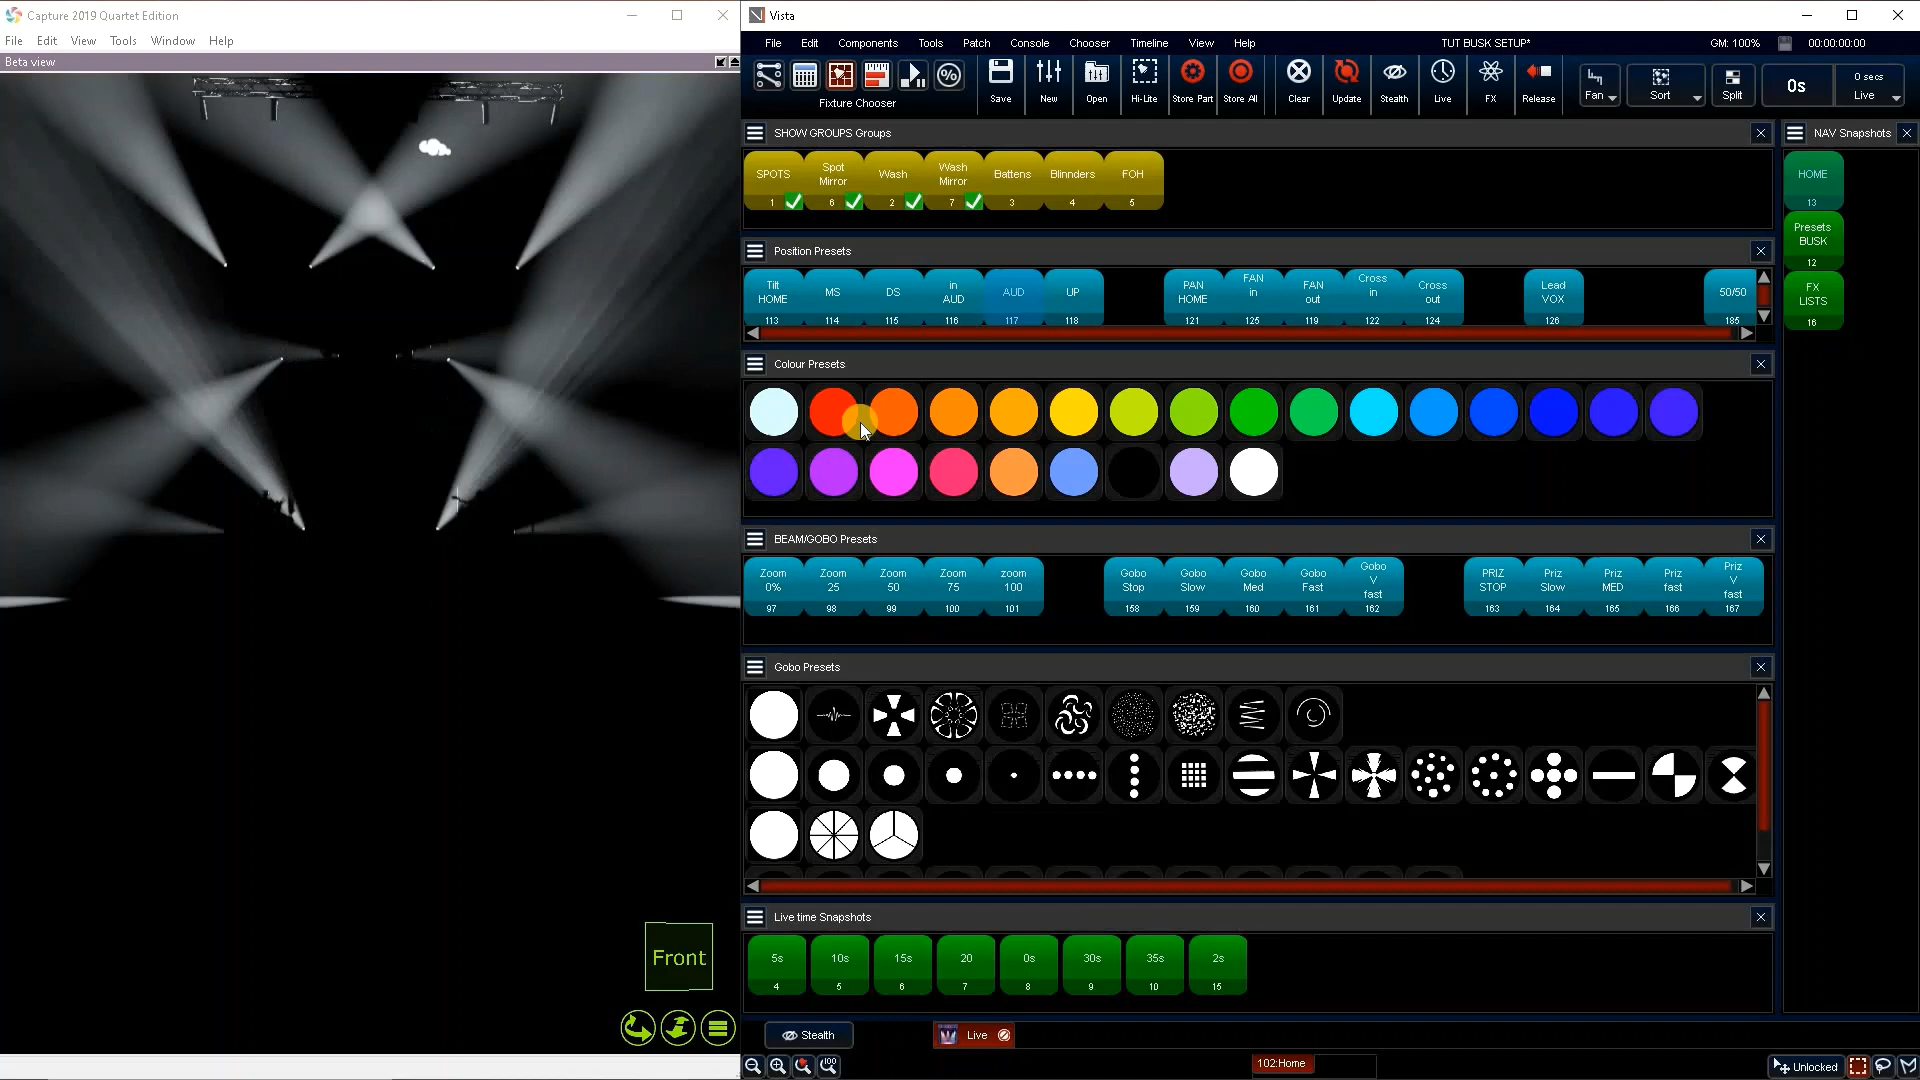 Capture 2019 Quartet Edition
File Edit View Tools Window Help
Beta view
Front
Vista
File Edit Components Tools Patch Console Chooser Timeline View Help TUT BUSK SETUP* GM: 100% 00:00:00:00
Fixture Chooser
Save New Open Hi-Lite Store Part Store All Clear Update Stealth Live FX Release
Fan Sort Split 0s 0 secs Live
SHOW GROUPS Groups
SPOTS Spot Mirror Wash Wash Mirror Battens Blinnders FOH
1 6 2 7 3 4 5
NAV Snapshots
HOME
13
Presets BUSK
12
FX LISTS
16
Position Presets
Tilt HOME MS DS in AUD AUD UP PAN HOME FAN in FAN out Cross in Cross out Lead VOX 50/50
113 114 115 116 117 118 121 125 119 122 124 126 185
Colour Presets
BEAM/GOBO Presets
Zoom 0% Zoom 25 Zoom 50 Zoom 75 zoom 100 Gobo Stop Gobo Slow Gobo Med Gobo Fast Gobo V fast PRIZ STOP Priz Slow Priz MED Priz fast Priz V fast
97 98 99 100 101 158 159 160 161 162 163 164 165 166 167
Gobo Presets
Live time Snapshots
5s 10s 15s 20 0s 30s 35s 2s
4 5 6 7 8 9 10 15
Stealth Live
100 102:Home Unlocked